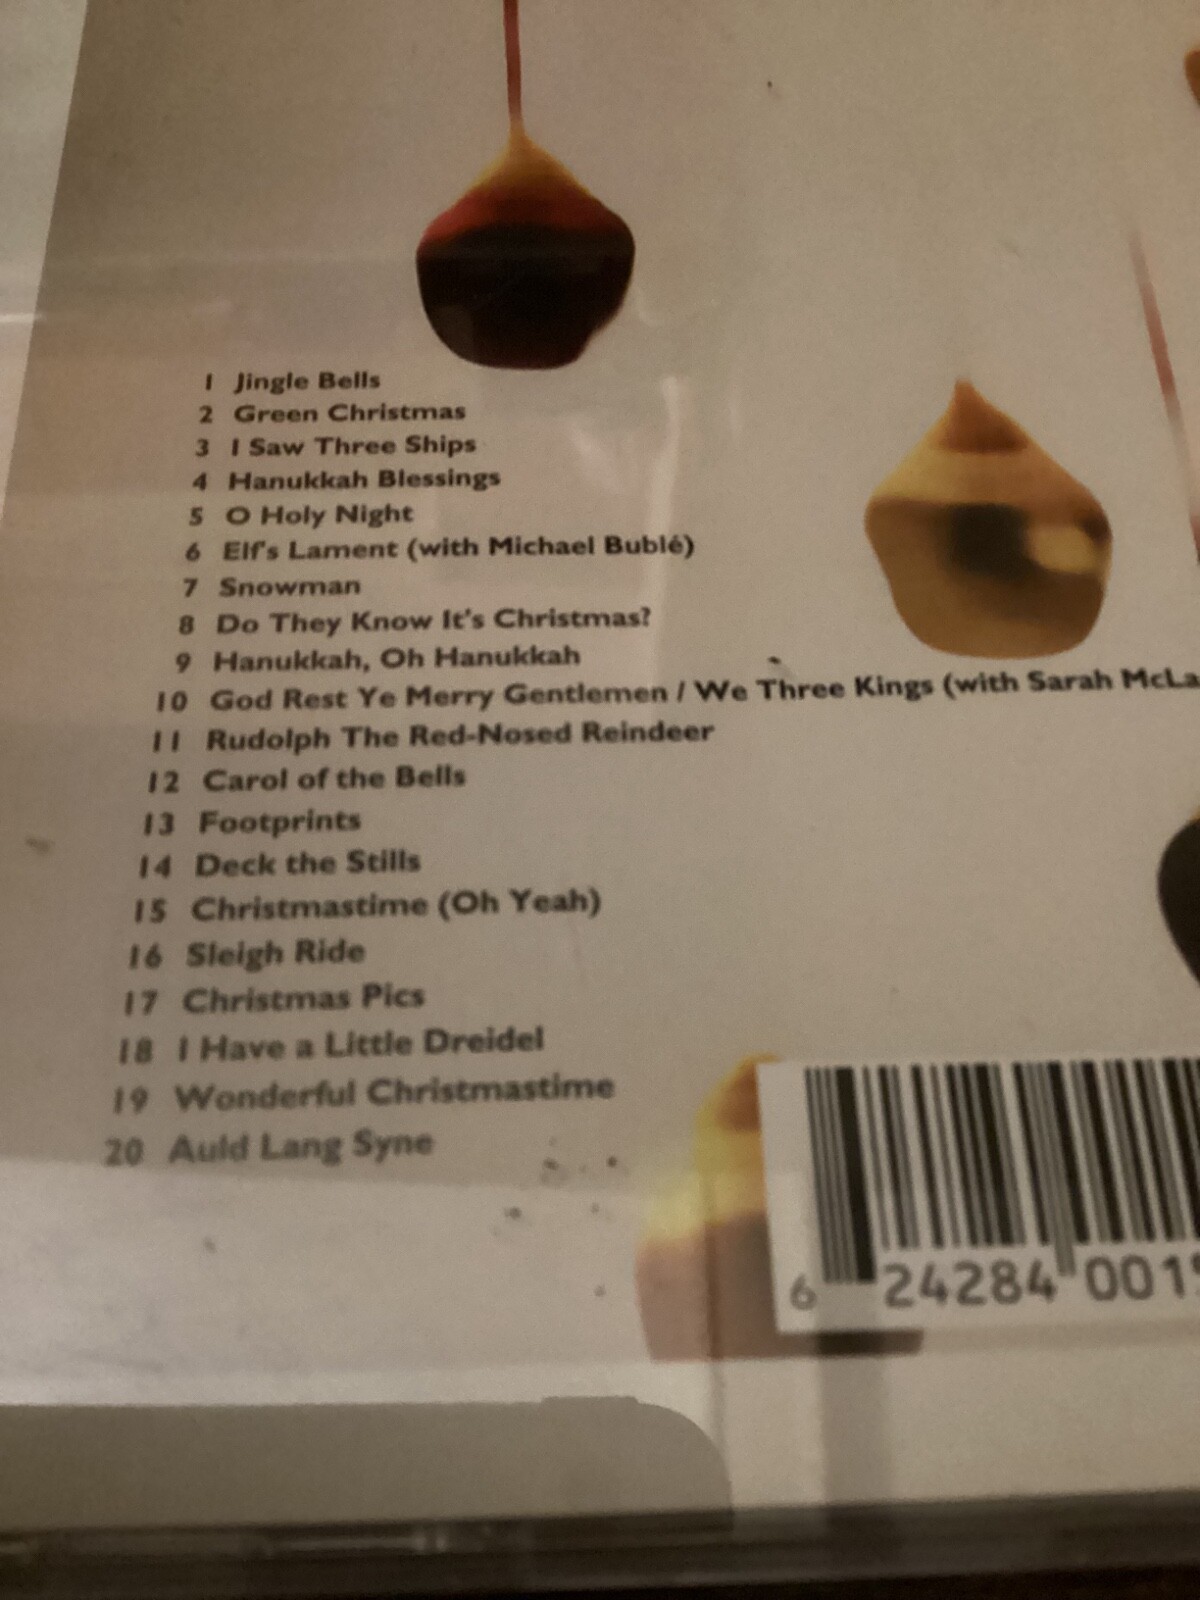 1 Jingle Bells
2 Green Christmas
3 I Saw Three Ships
4 Hanukkah Blessings
5 O Holy Night
6 Elf's Lament (with Michael Bublé)
7 Snowman
8 Do They Know It's Christmas?
9 Hanukkah, Oh Hanukkah
10 God Rest Ye Merry Gentlemen / We Three Kings (with Sarah McLa
11 Rudolph The Red-Nosed Reindeer
12 Carol of the Bells
13 Footprints
14 Deck the Stills
15 Christmastime (Oh Yeah)
16 Sleigh Ride
17 Christmas Pics
18 I Have a Little Dreidel
19 Wonderful Christmastime
20 Auld Lang Syne
6 24284 001